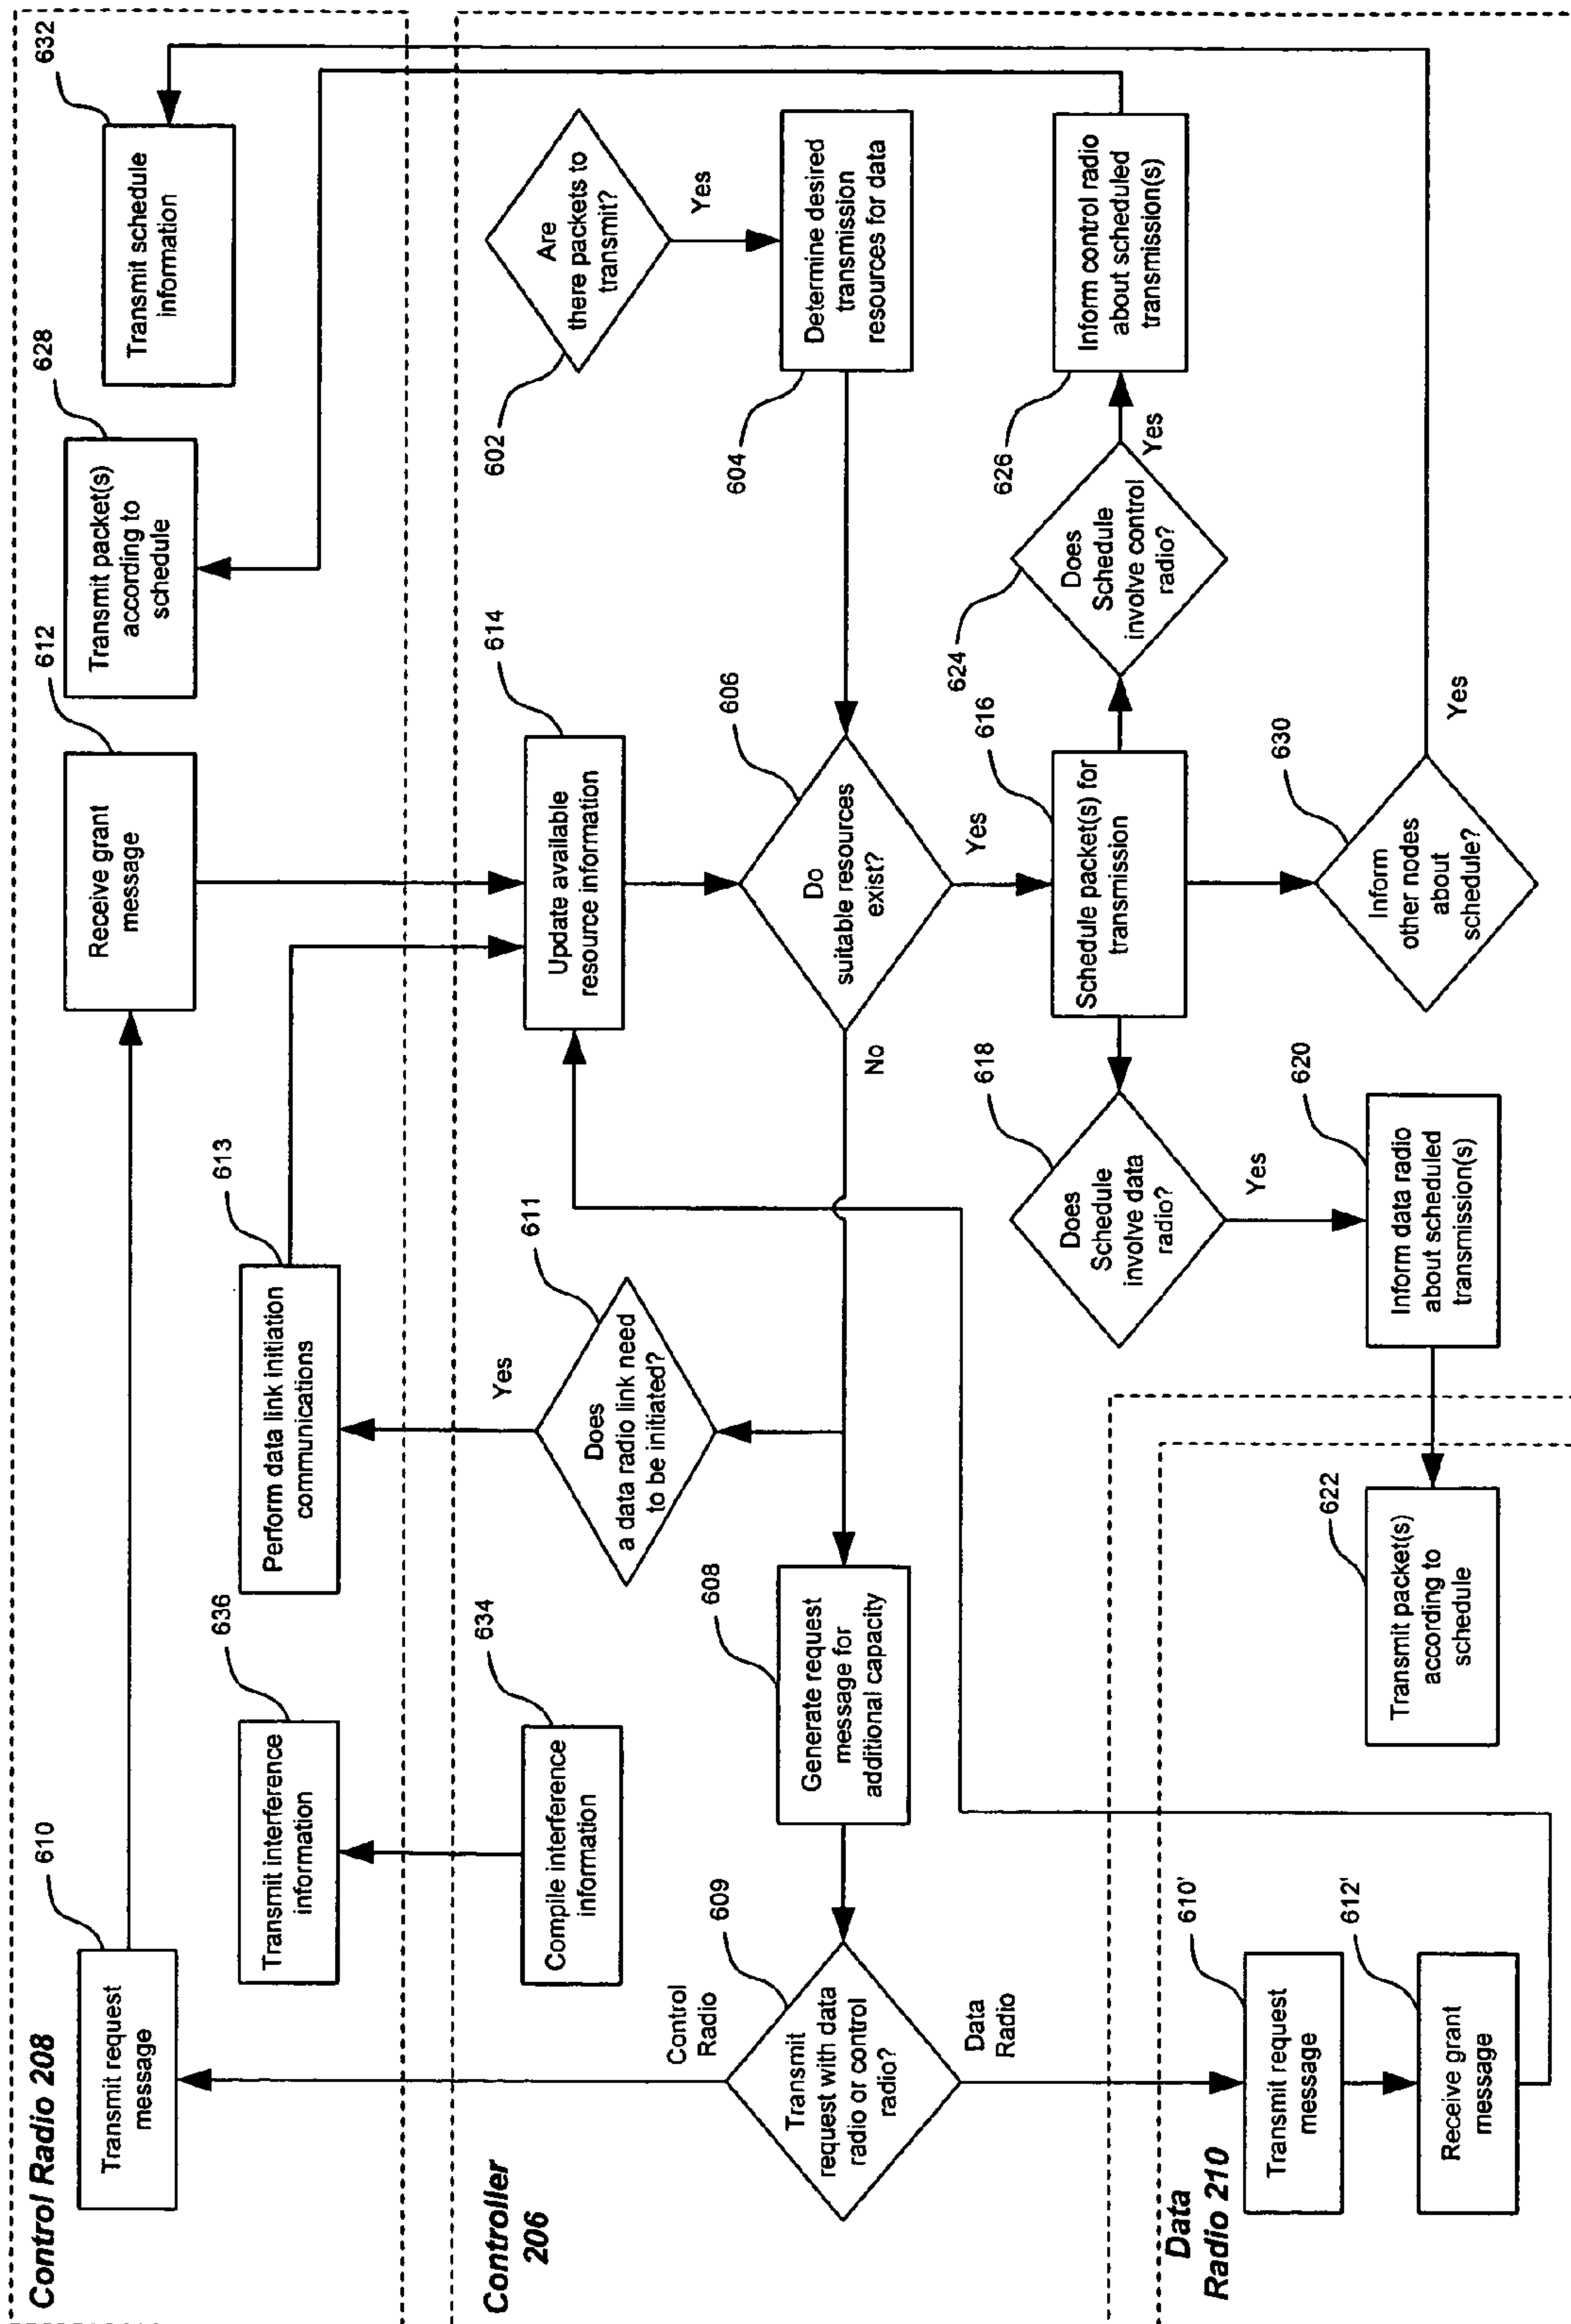 Control Radio 208
610
Transmit request
message
612
Receive grant
message
628
Transmit packet(s)
according to
schedule
632
Transmit schedule
information
636
Transmit interference
information
613
Perform data link initiation
communications
Controller
206
634
Compile interference
information
611
Does
a data radio link need
to be initiated?
Yes
614
Update available
resource information
602
Are
there packets to
transmit?
Yes
Control
Radio
609
Transmit
request with data
radio or control
radio?
Data
Radio
608
Generate request
message for
additional capacity
No
606
Do
suitable resources
exist?
Yes
604
Determine desired
transmission
resources for data
618
Does
Schedule
involve data
radio?
Yes
616
Schedule packet(s) for
transmission
624
Does
Schedule
involve control
radio?
Yes
626
Inform control radio
about scheduled
transmission(s)
620
Inform data radio
about scheduled
transmission(s)
630
Inform
other nodes
about
schedule?
Yes
Data
Radio 210
610'
Transmit request
message
612'
Receive grant
message
622
Transmit packet(s)
according to
schedule